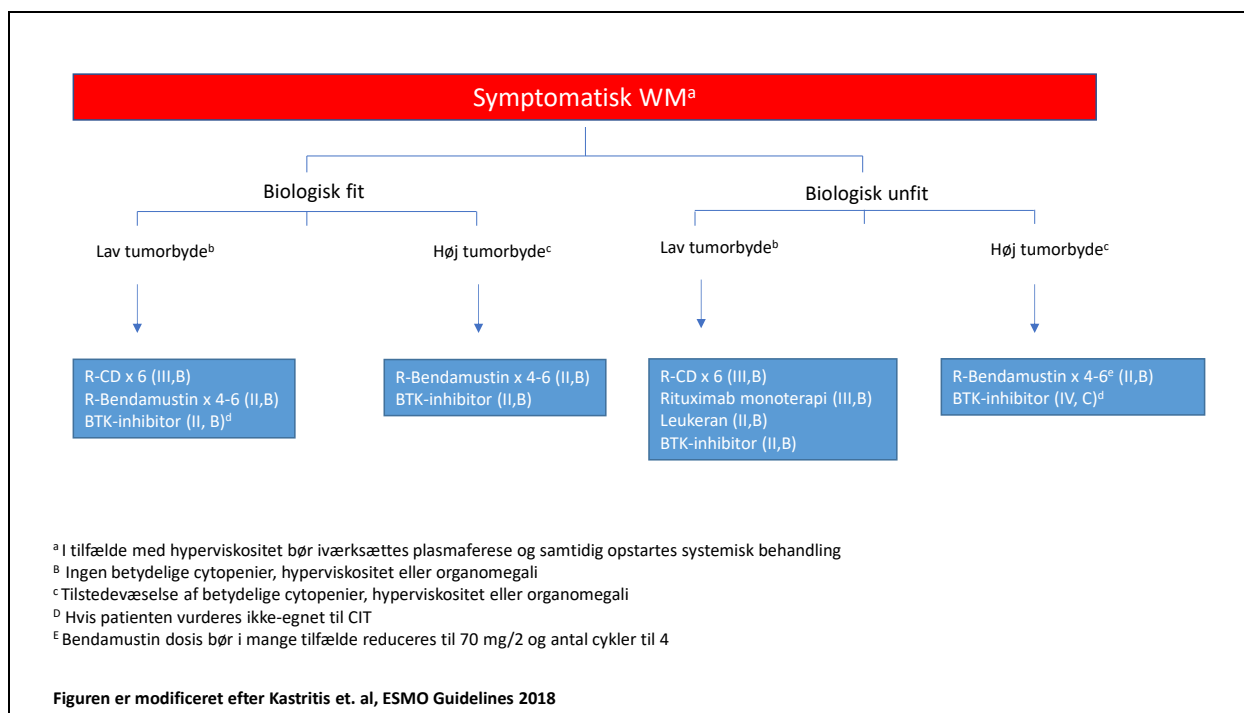 Symptomatisk WMᵃ
Biologisk fit
Biologisk unfit
Lav tumorbydeᵇ
Høj tumorbydeᶜ
Lav tumorbydeᵇ
Høj tumorbydeᶜ
R-CD x 6 (III,B)
R-Bendamustin x 4-6 (II,B)
BTK-inhibitor (II, B)ᵈ
R-Bendamustin x 4-6 (II,B)
BTK-inhibitor (II,B)
R-CD x 6 (III,B)
Rituximab monoterapi (III,B)
Leukeran (II,B)
BTK-inhibitor (II,B)
R-Bendamustin x 4-6ᵉ (II,B)
BTK-inhibitor (IV, C)ᵈ
ᵃ I tilfælde med hyperviskositet bør iværksættes plasmaferese og samtidig opstartes systemisk behandling
ᴮ Ingen betydelige cytopenier, hyperviskositet eller organomegali
ᶜ Tilstedevæselse af betydelige cytopenier, hyperviskositet eller organomegali
ᴰ Hvis patienten vurderes ikke-egnet til CIT
ᴱ Bendamustin dosis bør i mange tilfælde reduceres til 70 mg/2 og antal cykler til 4
Figuren er modificeret efter Kastritis et. al, ESMO Guidelines 2018